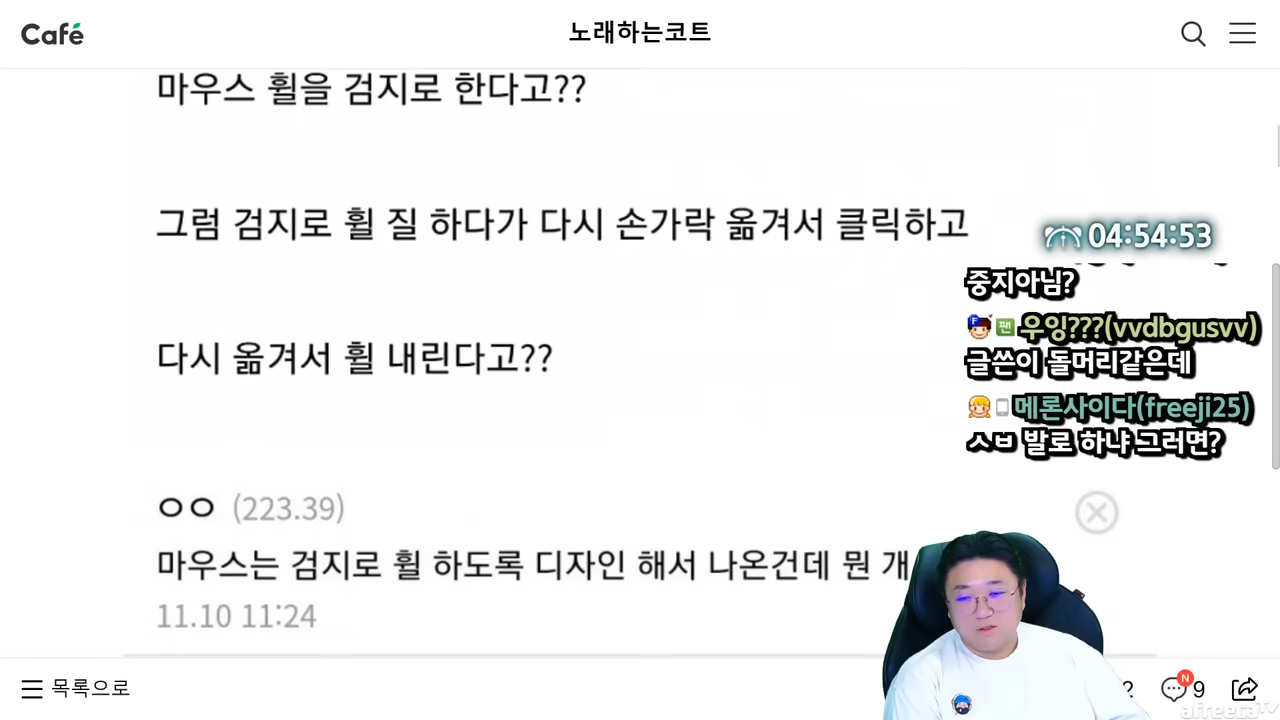 Café
노래하는코트
마우스 휠을 검지로 한다고??
그럼 검지로 휠 질 하다가 다시 손가락 옮겨서 클릭하고
다시 옮겨서 휠 내린다고??
04:54:53
중지아님?
팬 우잉???(vvdbgusvv)
글쓴이 돌머리같은데
메론사이다(freeji25)
ㅅㅂ 발로 하냐 그러면?
ㅇㅇ (223.39)
마우스는 검지로 휠 하도록 디자인 해서 나온건데 뭔 개
11.10 11:24
목록으로
2
N
9
afreecaTV